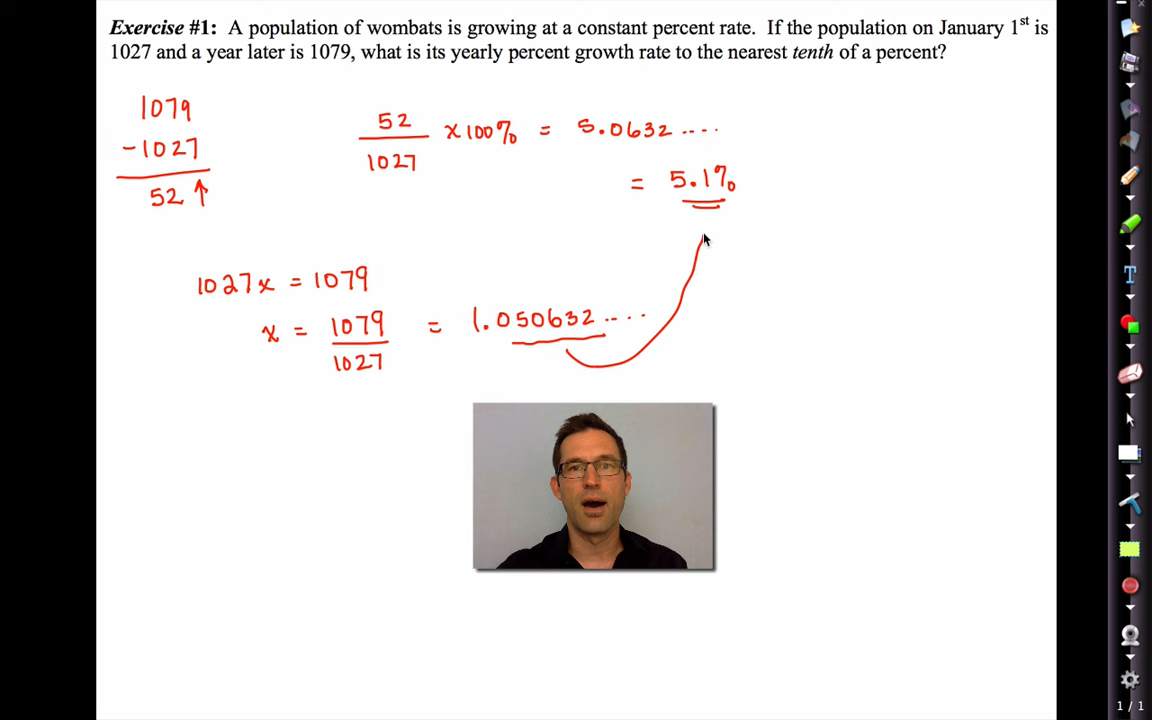 Exercise #1: A population of wombats is growing at a constant percent rate. If the population on January 1st is
1027 and a year later is 1079, what is its yearly percent growth rate to the nearest tenth of a percent?
1079
-1027
52 ↑
52/1027 x100% = 5.0632....
= 5.1%
1027x = 1079
x = 1079/1027 = 1.050632....
T
1 / 1